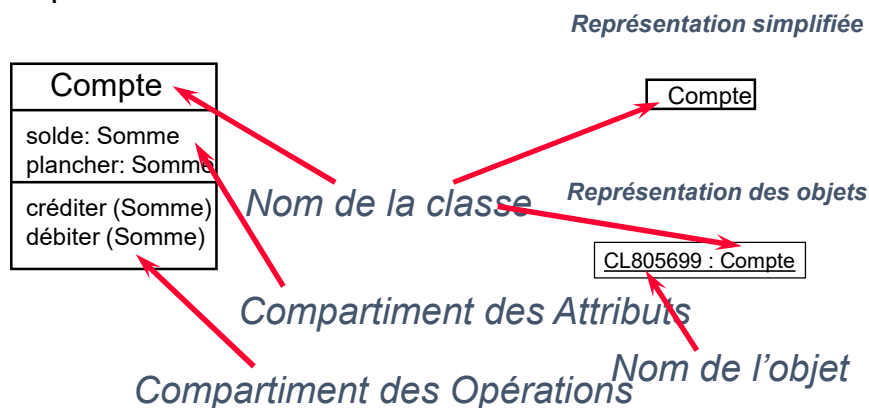 Représentation simplifiée
Compte
Compte
solde: Somme
plancher: Somme
créditer (Somme)
débiter (Somme)
Nom de la classe
Représentation des objets
CL805699 : Compte
Compartiment des Attributs
Nom de l’objet
Compartiment des Opérations